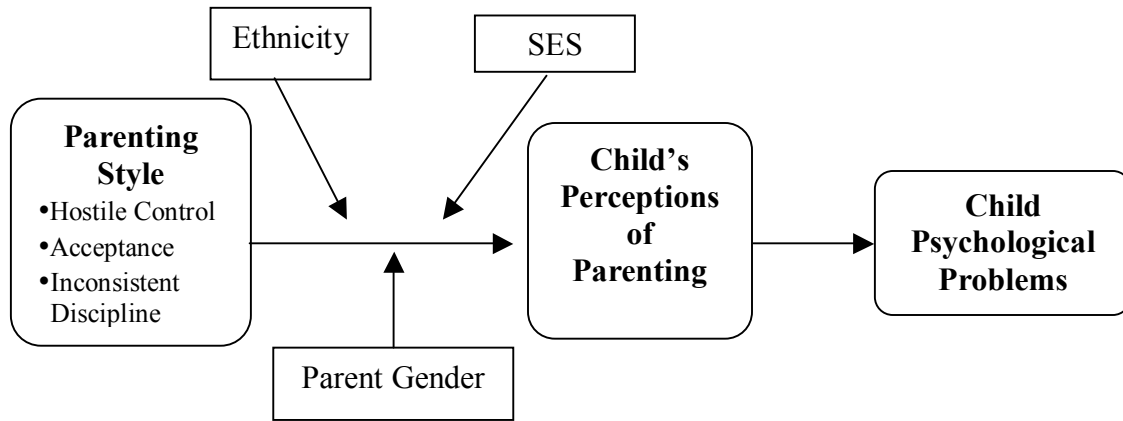 Ethnicity
SES
Parenting
Style
•Hostile Control
•Acceptance
•Inconsistent
Discipline
Child’s
Perceptions
of
Parenting
Child
Psychological
Problems
Parent Gender